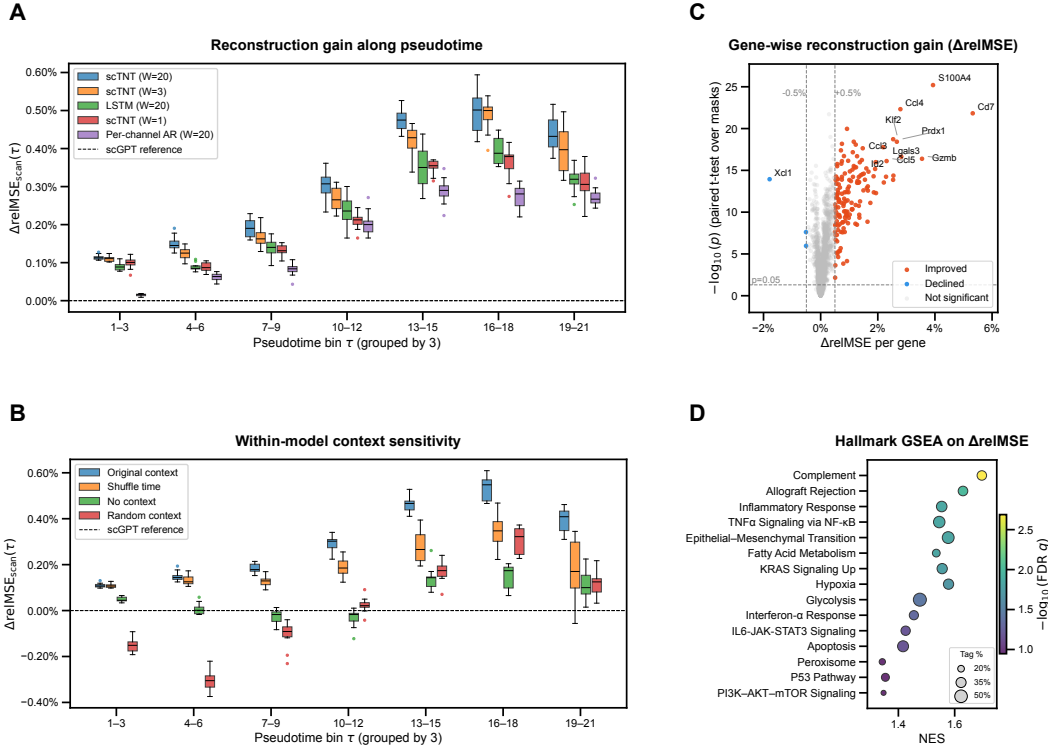 A
Reconstruction gain along pseudotime
ΔrelMSE_scan(τ)
0.60%
0.50%
0.40%
0.30%
0.20%
0.10%
0.00%
scTNT (W=20)
scTNT (W=3)
LSTM (W=20)
scTNT (W=1)
Per-channel AR (W=20)
scGPT reference
1–3
4–6
7–9
10–12
13–15
16–18
19–21
Pseudotime bin τ (grouped by 3)
B
Within-model context sensitivity
ΔrelMSE_scan(τ)
0.60%
0.40%
0.20%
0.00%
−0.20%
−0.40%
Original context
Shuffle time
No context
Random context
scGPT reference
1–3
4–6
7–9
10–12
13–15
16–18
19–21
Pseudotime bin τ (grouped by 3)
C
Gene-wise reconstruction gain (ΔrelMSE)
−log10(p) (paired t-test over masks)
25
20
15
10
5
0
-0.5%
+0.5%
S100A4
Ccl4
Cd7
Klf2
Prdx1
Ccl3
Lgals3
Id2
Ccl5
Gzmb
Xcl1
p=0.05
Improved
Declined
Not significant
−2%
0%
2%
4%
6%
ΔrelMSE per gene
D
Hallmark GSEA on ΔrelMSE
Complement
Allograft Rejection
Inflammatory Response
TNFα Signaling via NF-κB
Epithelial–Mesenchymal Transition
Fatty Acid Metabolism
KRAS Signaling Up
Hypoxia
Glycolysis
Interferon-α Response
IL6-JAK-STAT3 Signaling
Apoptosis
Peroxisome
P53 Pathway
PI3K–AKT–mTOR Signaling
Tag %
20%
35%
50%
1.4
1.6
NES
2.5
2.0
1.5
1.0
−log10(FDR q)